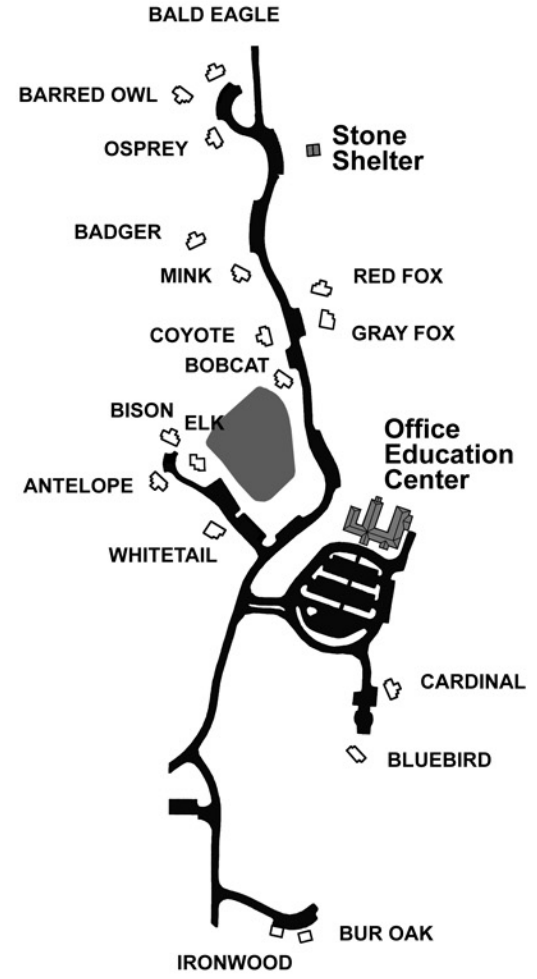 BALD EAGLE
BARRED OWL
Stone
Shelter
OSPREY
BADGER
MINK
RED FOX
COYOTE
GRAY FOX
BOBCAT
BISON
ELK
Office
Education
Center
ANTELOPE
WHITETAIL
CARDINAL
BLUEBIRD
BUR OAK
IRONWOOD